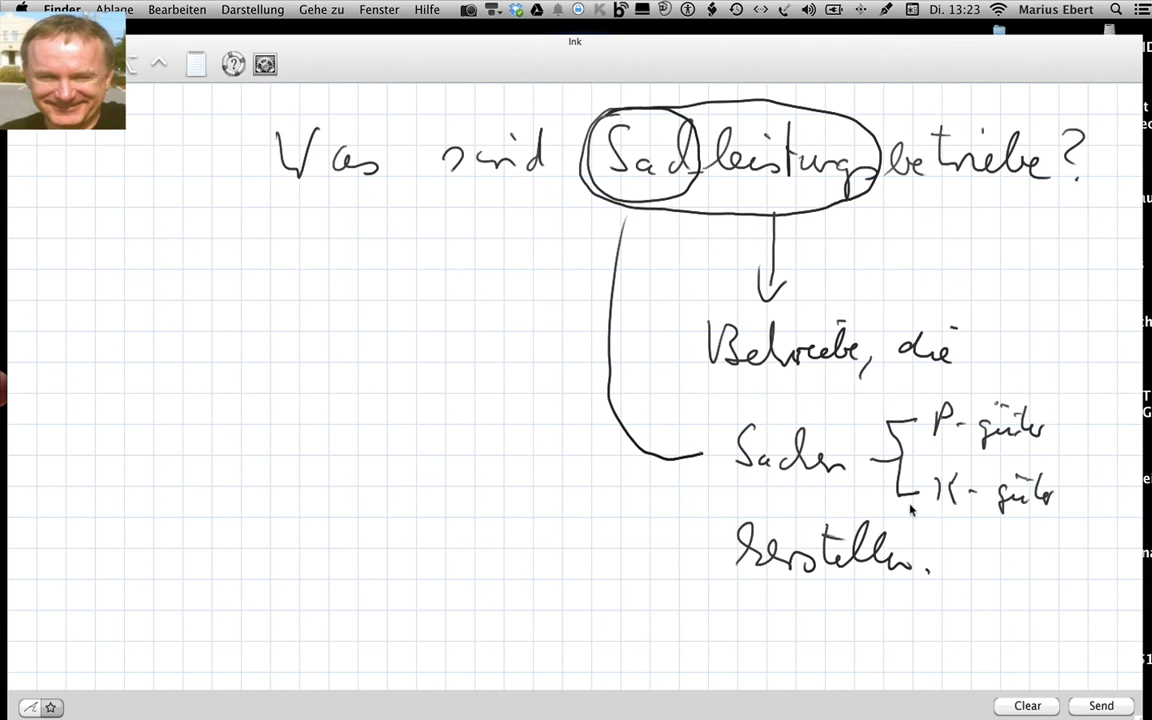 Finder Ablage Bearbeiten Darstellung Gehe zu Fenster Hilfe Di. 13:23 Marius Ebert
Ink
Was sind Sachleistungsbetriebe?
Betriebe, die
P-güter
Sachen
K-güter
herstellen.
Clear Send